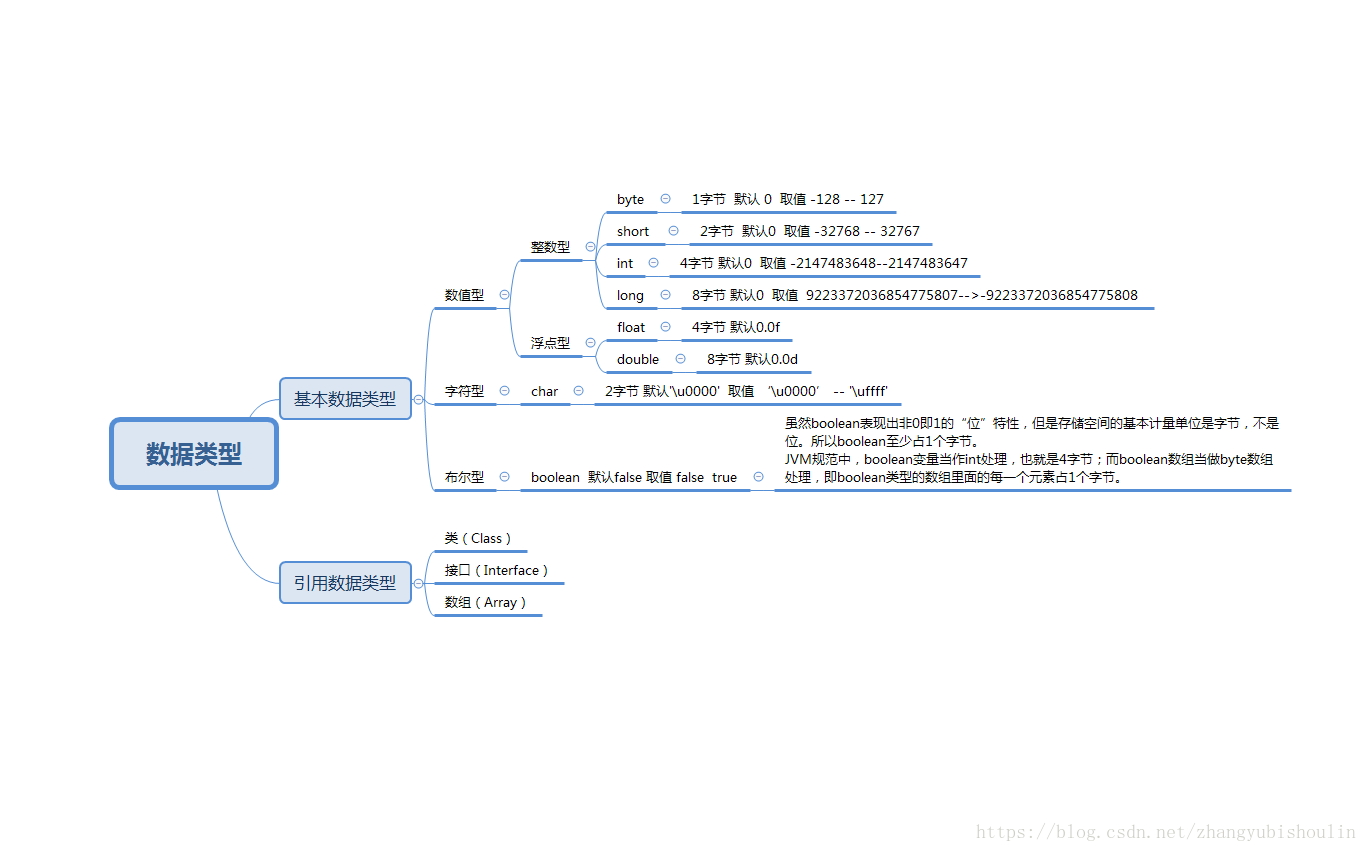 数据类型
基本数据类型
数值型
整数型
byte
1字节 默认 0 取值 -128 -- 127
short
2字节 默认0 取值 -32768 -- 32767
int
4字节 默认0 取值 -2147483648--2147483647
long
8字节 默认0 取值 9223372036854775807-->-9223372036854775808
浮点型
float
4字节 默认0.0f
double
8字节 默认0.0d
字符型
char
2字节 默认'\u0000' 取值 ‘\u0000’ -- '\uffff'
布尔型
boolean 默认false 取值 false true
虽然boolean表现出非0即1的“位”特性，但是存储空间的基本计量单位是字节，不是
位。所以boolean至少占1个字节。
JVM规范中，boolean变量当作int处理，也就是4字节；而boolean数组当做byte数组
处理，即boolean类型的数组里面的每一个元素占1个字节。
引用数据类型
类（Class）
接口（Interface）
数组（Array）
https://blog.csdn.net/zhangyubishoulin